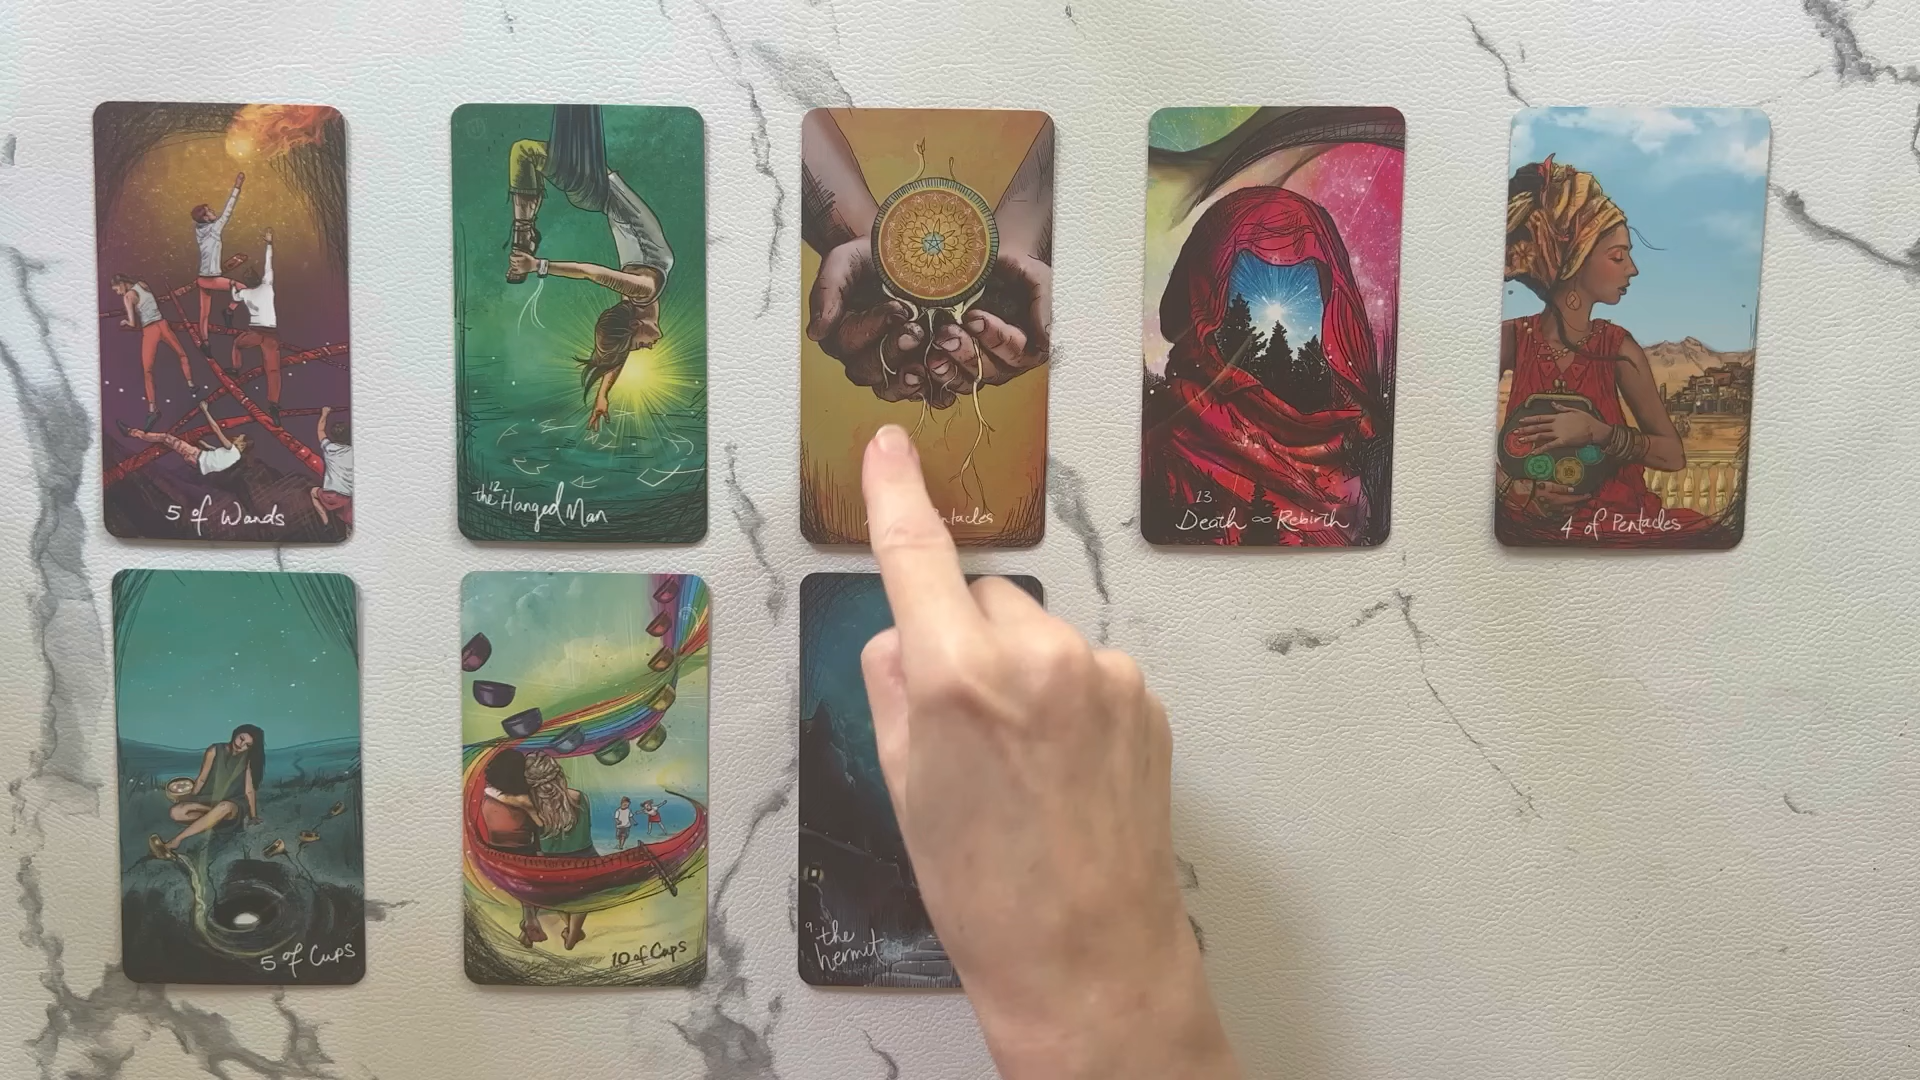 5 of Wands
12
the Hanged Man
13.
Death ∞ Rebirth
4 of Pentacles
5 of Cups
10 of Cups
9.
the
hermit